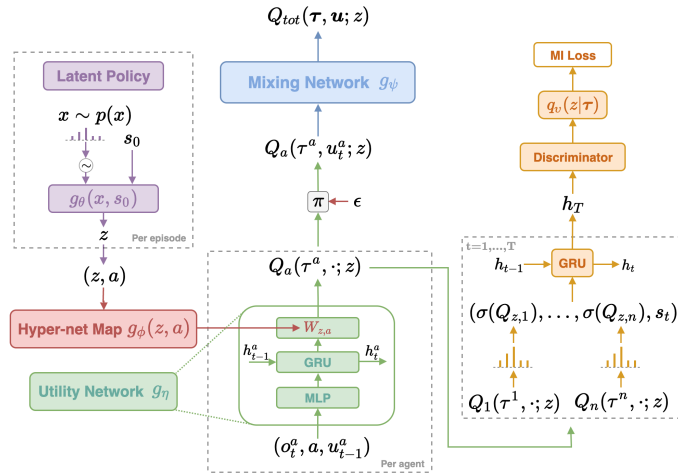 Q_tot(τ, u; z)
Mixing Network g_ψ
Q_a(τ^a, u_t^a; z)
π
ϵ
Q_a(τ^a, ·; z)
Latent Policy
x ∼ p(x)
s_0
∼
g_θ(x, s_0)
z
Per episode
(z, a)
Hyper-net Map g_ϕ(z, a)
Utility Network g_η
W_{z,a}
h_{t-1}^a
GRU
h_t^a
MLP
(o_t^a, a, u_{t-1}^a)
Per agent
MI Loss
q_υ(z|τ)
Discriminator
h_T
t=1,...,T
h_{t-1}
GRU
h_t
(σ(Q_{z,1}), . . . , σ(Q_{z,n}), s_t)
Q_1(τ^1, ·; z)
Q_n(τ^n, ·; z)